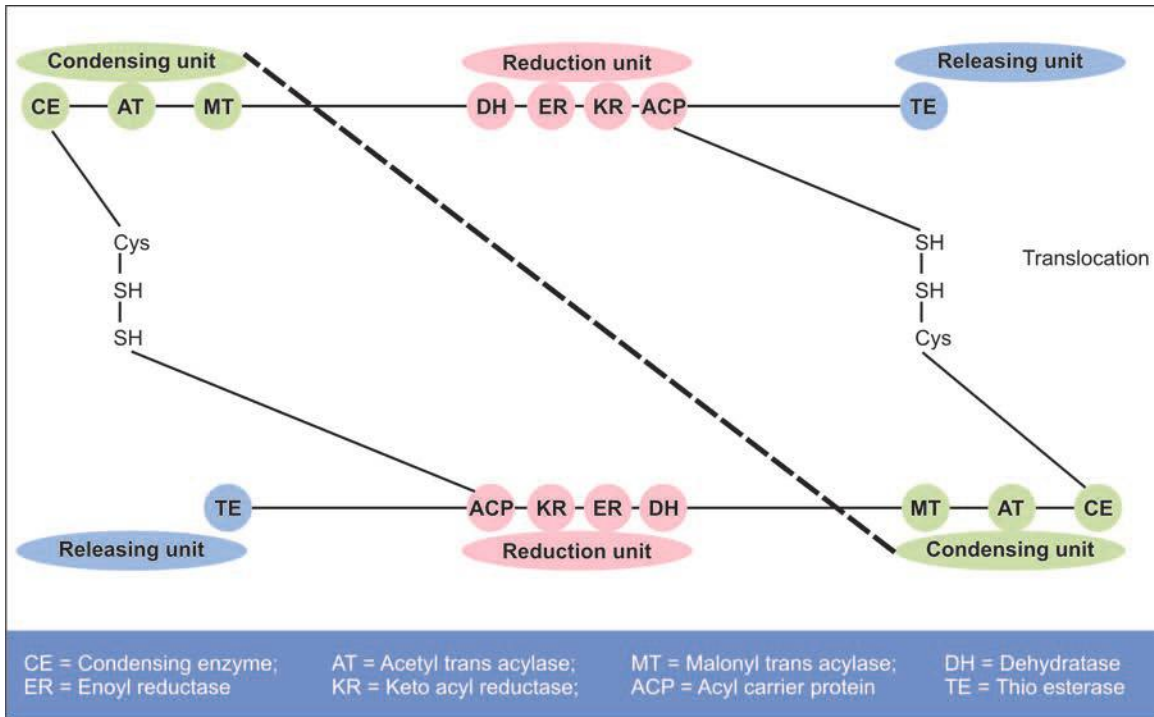 Condensing unit Reduction unit Releasing unit
CE AT MT DH ER KR ACP TE
Cys SH
SH SH Translocation
SH Cys
TE ACP KR ER DH MT AT CE
Releasing unit Reduction unit Condensing unit
CE = Condensing enzyme; AT = Acetyl trans acylase; MT = Malonyl trans acylase; DH = Dehydratase
ER = Enoyl reductase KR = Keto acyl reductase; ACP = Acyl carrier protein TE = Thio esterase